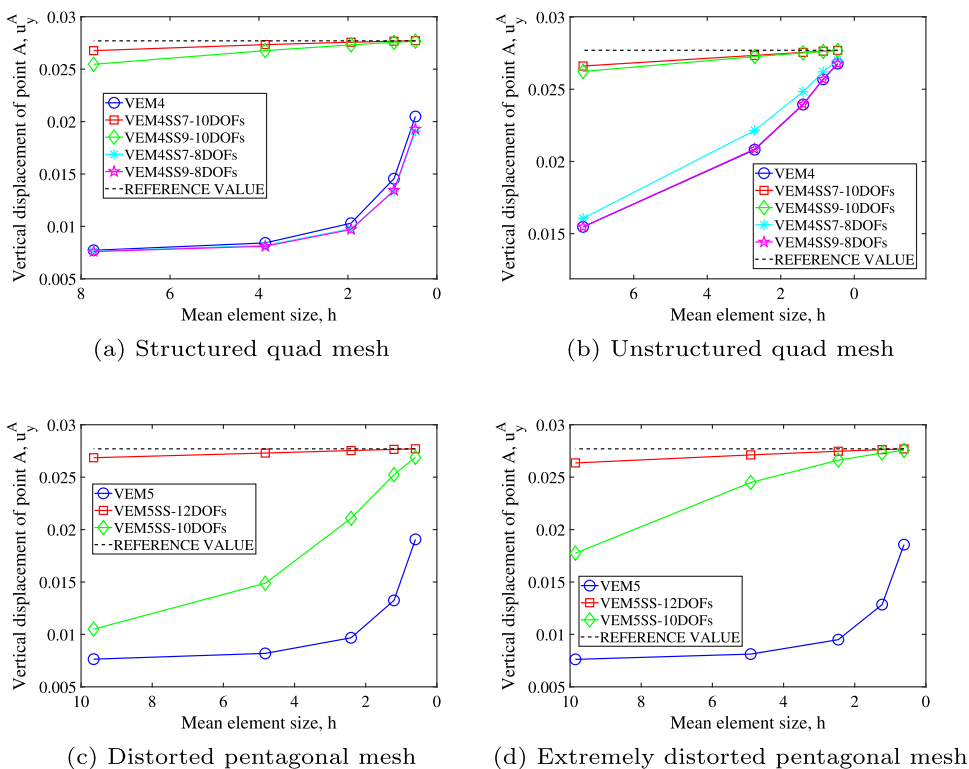 Vertical displacement of point A, u_y^A
0.03
0.025
0.02
0.015
0.01
0.005
VEM4
VEM4SS7-10DOFs
VEM4SS9-10DOFs
VEM4SS7-8DOFs
VEM4SS9-8DOFs
REFERENCE VALUE
8 6 4 2 0
Mean element size, h
(a) Structured quad mesh
Vertical displacement of point A, u_y^A
0.03
0.025
0.02
0.015
VEM4
VEM4SS7-10DOFs
VEM4SS9-10DOFs
VEM4SS7-8DOFs
VEM4SS9-8DOFs
REFERENCE VALUE
6 4 2 0
Mean element size, h
(b) Unstructured quad mesh
Vertical displacement of point A, u_y^A
0.03
0.025
0.02
0.015
0.01
0.005
VEM5
VEM5SS-12DOFs
VEM5SS-10DOFs
REFERENCE VALUE
10 8 6 4 2 0
Mean element size, h
(c) Distorted pentagonal mesh
Vertical displacement of point A, u_y^A
0.03
0.025
0.02
0.015
0.01
0.005
VEM5
VEM5SS-12DOFs
VEM5SS-10DOFs
REFERENCE VALUE
10 8 6 4 2 0
Mean element size, h
(d) Extremely distorted pentagonal mesh